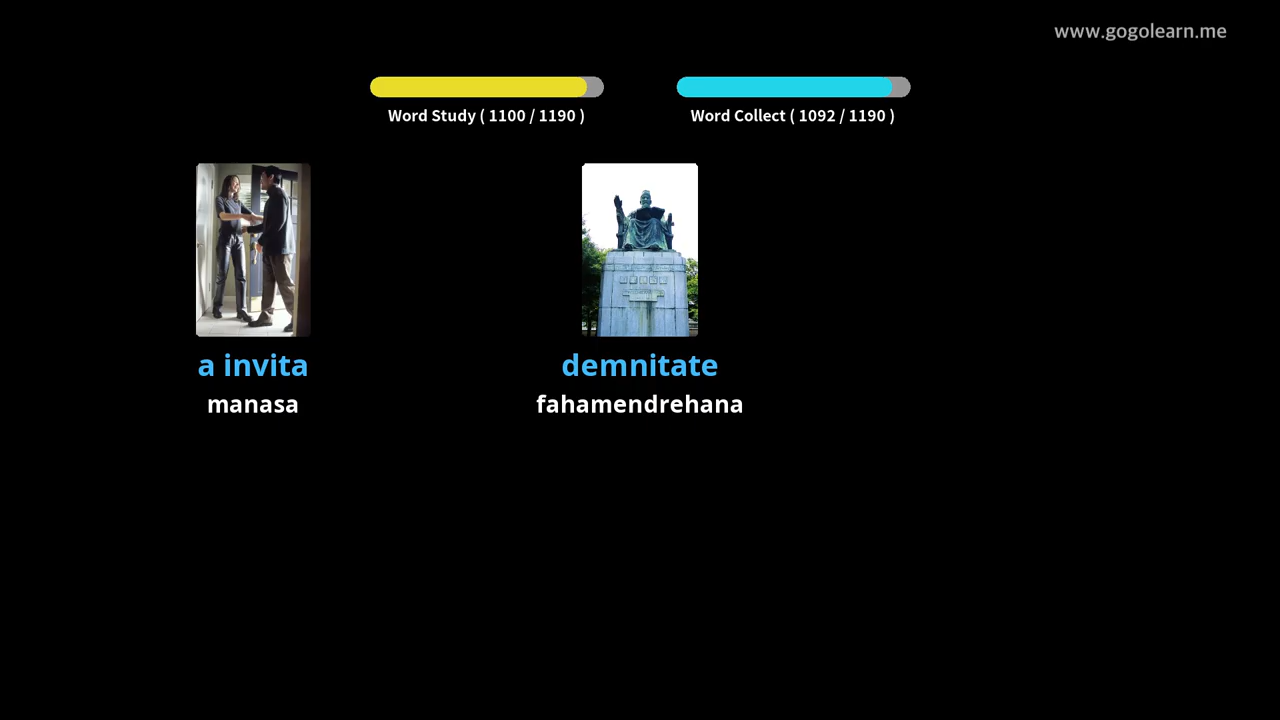 www.gogolearn.me
Word Study ( 1100 / 1190 )
Word Collect ( 1092 / 1190 )
a invita
manasa
demnitate
fahamendrehana